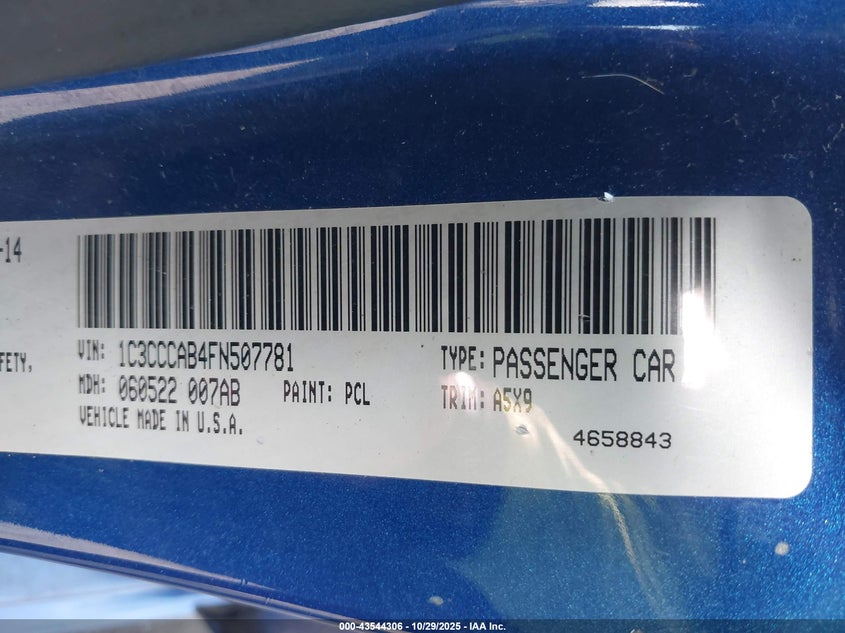 -14
VIN: 1C3CCCAB4FN507781
TYPE: PASSENGER CAR
FETY,
MDH: 060522 007AB PAINT: PCL
TRIM: A5X9
VEHICLE MADE IN U.S.A.
4658843
000-43544306 | 10/29/2025 - IAA Inc.